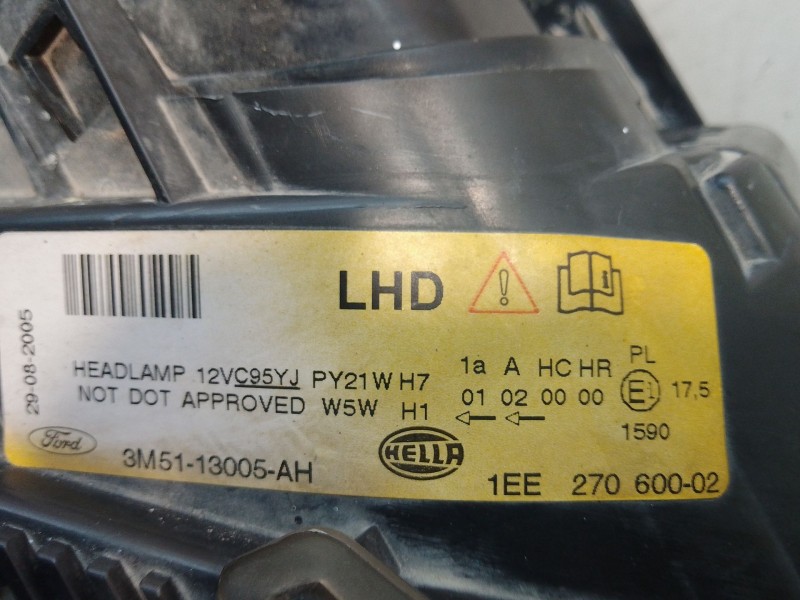 29-08-2005
LHD
HEADLAMP 12VC95YJ PY21W H7
NOT DOT APPROVED W5W H1
1a A HC HR PL
01 02 00 00 E1 17,5
1590
Ford
3M51-13005-AH
HELLA
1EE 270 600-02